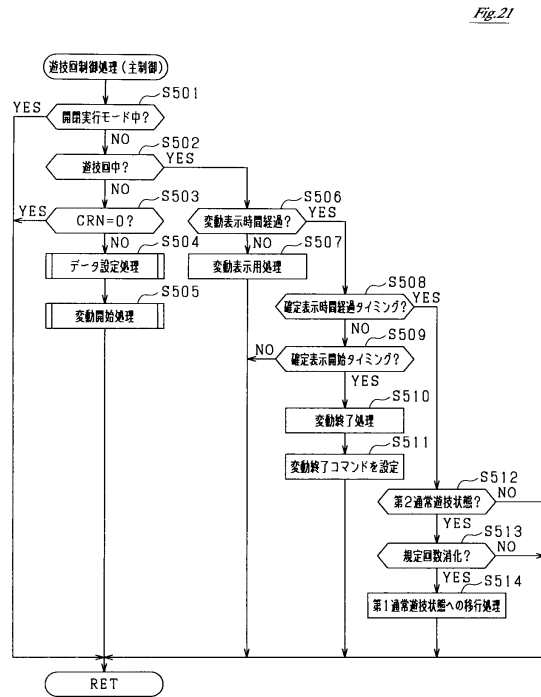 Fig.21
遊技回制御処理(主制御)
S501
YES
開閉実行モード中?
NO
S502
遊技回中?
YES
NO
S503
YES
CRN=0?
NO
S504
データ設定処理
S505
変動開始処理
S506
変動表示時間経過?
YES
NO
S507
変動表示用処理
S508
確定表示時間経過タイミング?
YES
NO
S509
NO
確定表示開始タイミング?
YES
S510
変動終了処理
S511
変動終了コマンドを設定
S512
第2通常遊技状態?
NO
YES
S513
規定回数消化?
NO
YES
S514
第1通常遊技状態への移行処理
RET